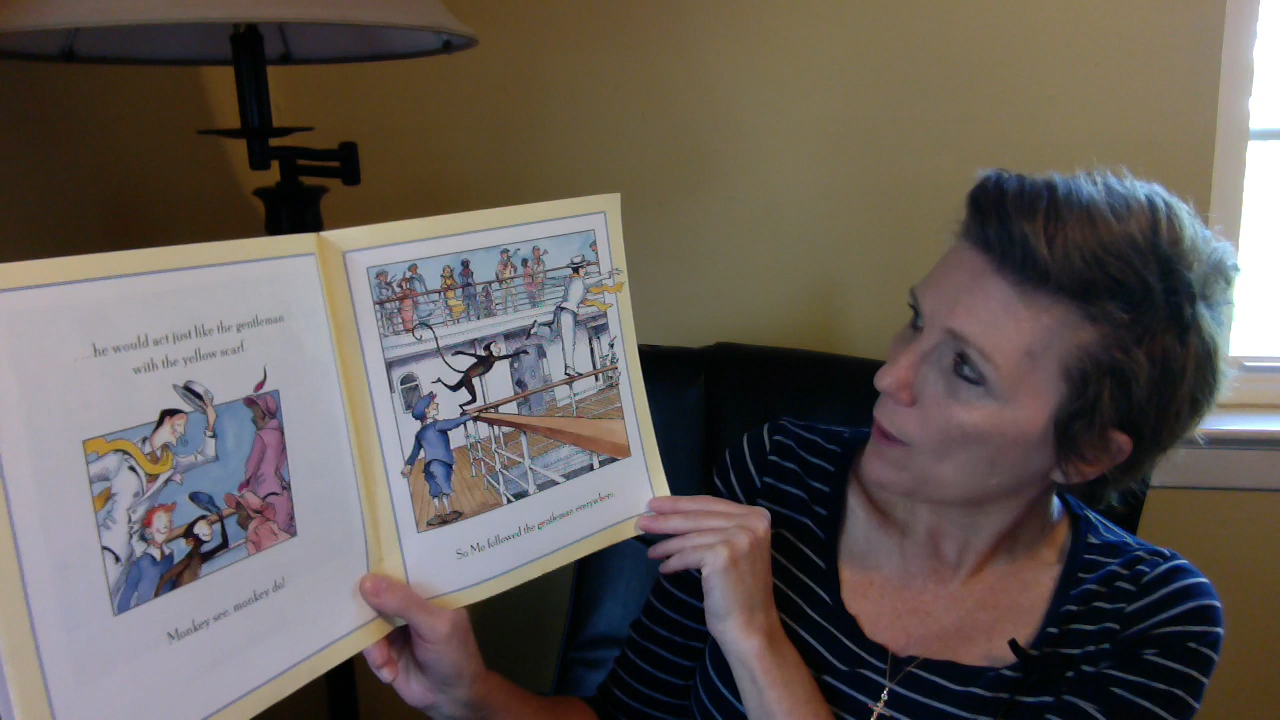 ...he would act just like the gentleman
with the yellow scarf.
Monkey see, monkey do!
So Mo followed the gentleman everywhere.